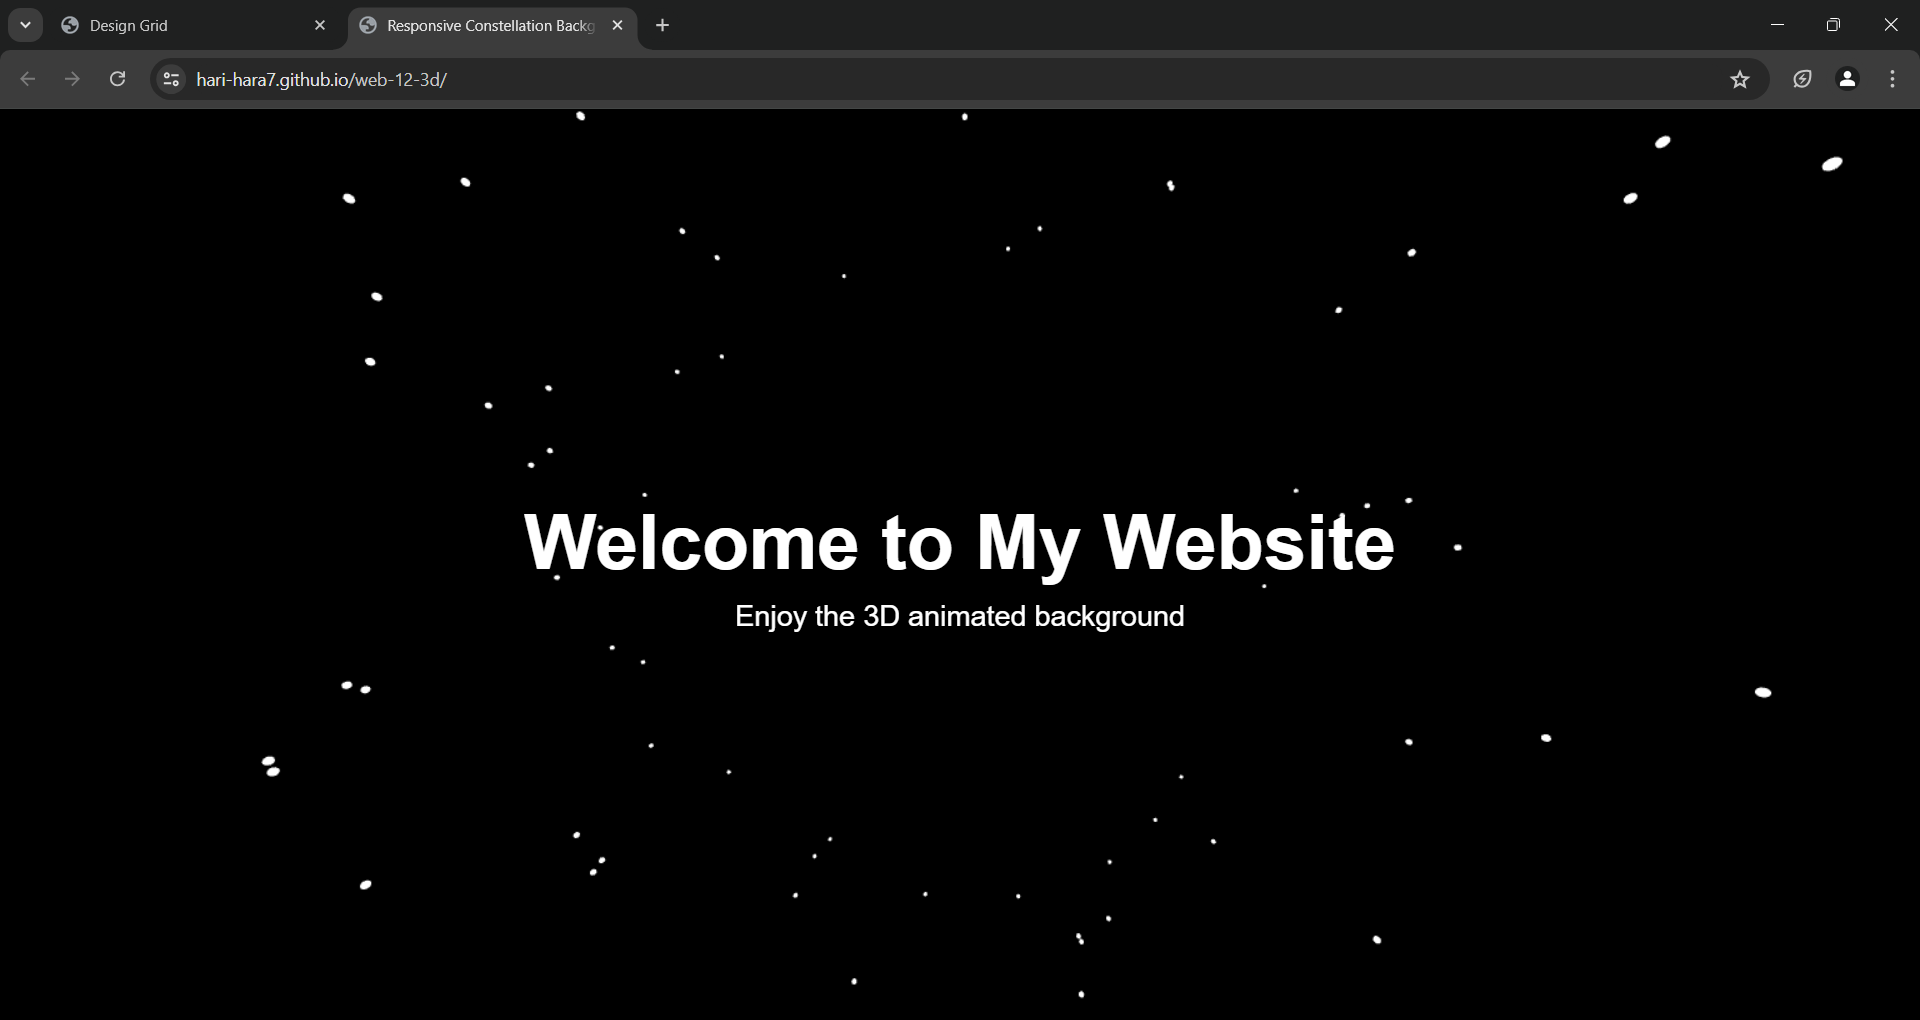 Design Grid
Responsive Constellation Backg
hari-hara7.github.io/web-12-3d/
Welcome to My Website
Enjoy the 3D animated background